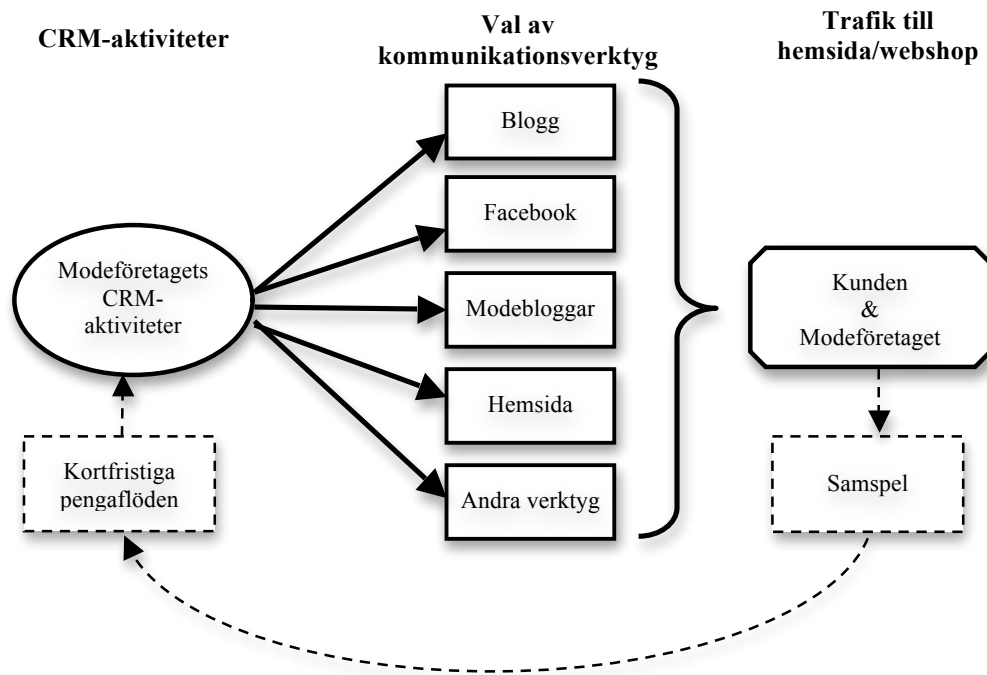 CRM-aktiviteter
Val av
kommunikationsverktyg
Trafik till
hemsida/webshop
Modeföretagets
CRM-
aktiviteter
Blogg
Facebook
Modebloggar
Hemsida
Andra verktyg
Kunden
&
Modeföretaget
Kortfristiga
pengaflöden
Samspel